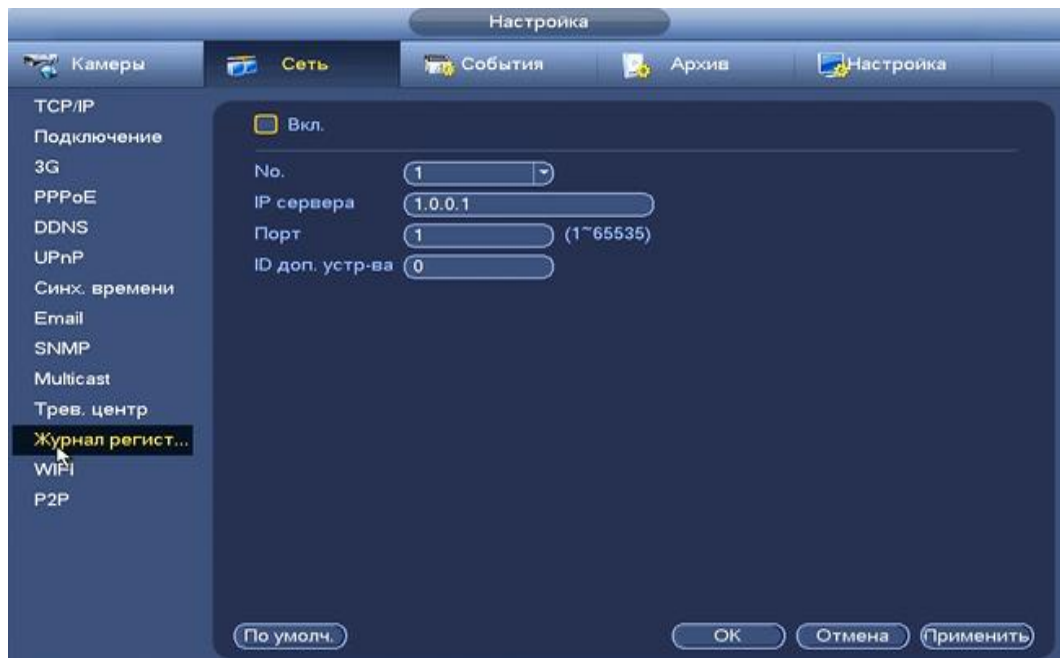 Настройка
Камеры
Сеть
События
Архив
Настройка
TCP/IP
Подключение
3G
PPPoE
DDNS
UPnP
Синх. времени
Email
SNMP
Multicast
Трев. центр
Журнал регист...
WIFI
P2P
Вкл.
No. 1
IP сервера 1.0.0.1
Порт 1 (1~65535)
ID доп. устр-ва 0
По умолч. OK Отмена Применить